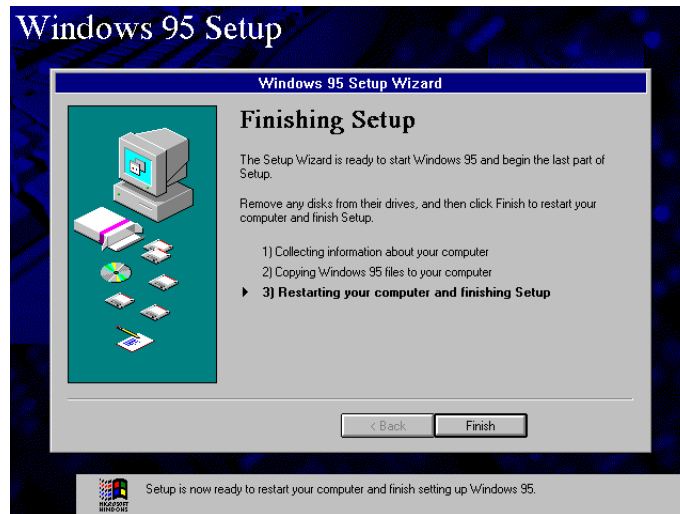 Windows 95 Setup
Windows 95 Setup Wizard
Finishing Setup
The Setup Wizard is ready to start Windows 95 and begin the last part of
Setup.
Remove any disks from their drives, and then click Finish to restart your
computer and finish Setup.
1) Collecting information about your computer
2) Copying Windows 95 files to your computer
3) Restarting your computer and finishing Setup
< Back
Finish
Setup is now ready to restart your computer and finish setting up Windows 95.
MICROSOFT
WINDOWS